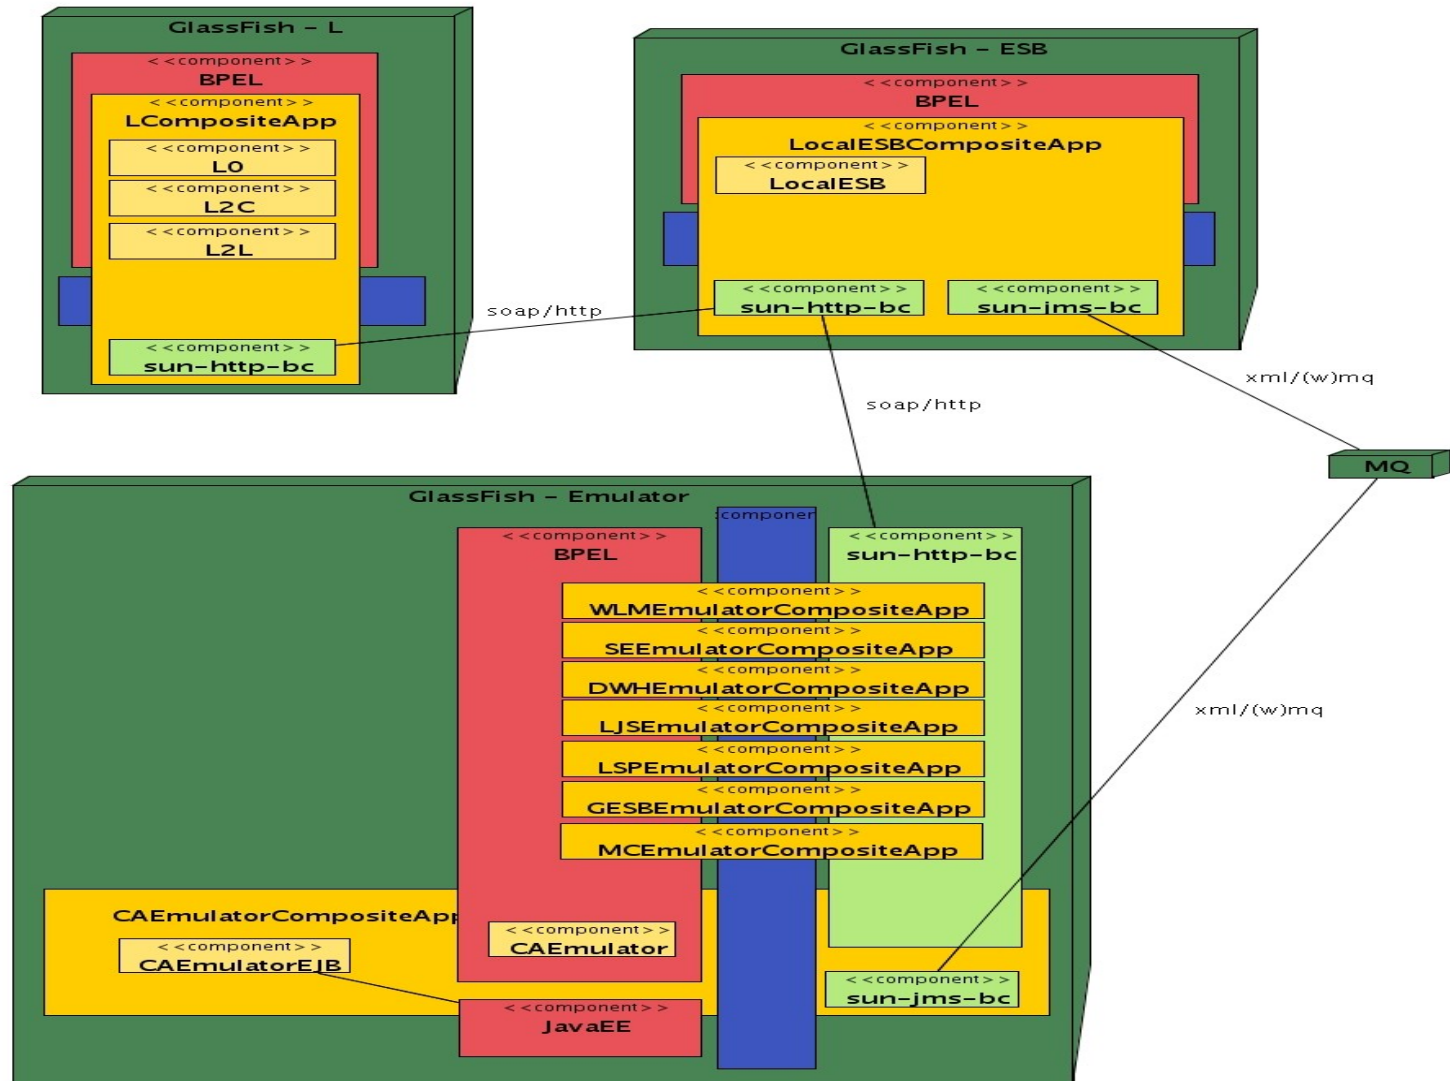 GlassFish - L
<<component>>
BPEL
<<component>>
LCompositeApp
<<component>>
L0
<<component>>
L2C
<<component>>
L2L
<<component>>
sun-http-bc
soap/http
GlassFish - ESB
<<component>>
BPEL
<<component>>
LocalESBCompositeApp
<<component>>
LocalESB
<<component>>
sun-http-bc
<<component>>
sun-jms-bc
xml/(w)mq
soap/http
MQ
GlassFish - Emulator
:componen
<<component>>
BPEL
<<component>>
sun-http-bc
<<component>>
WLMEmulatorCompositeApp
<<component>>
SEEmulatorCompositeApp
<<component>>
DWHEmulatorCompositeApp
<<component>>
LJSEmulatorCompositeApp
<<component>>
LSPEmulatorCompositeApp
<<component>>
GESBEmulatorCompositeApp
<<component>>
MCEmulatorCompositeApp
xml/(w)mq
CAEmulatorCompositeApp
<<component>>
CAEmulatorEJB
<<component>>
CAEmulator
<<component>>
sun-jms-bc
<<component>>
JavaEE